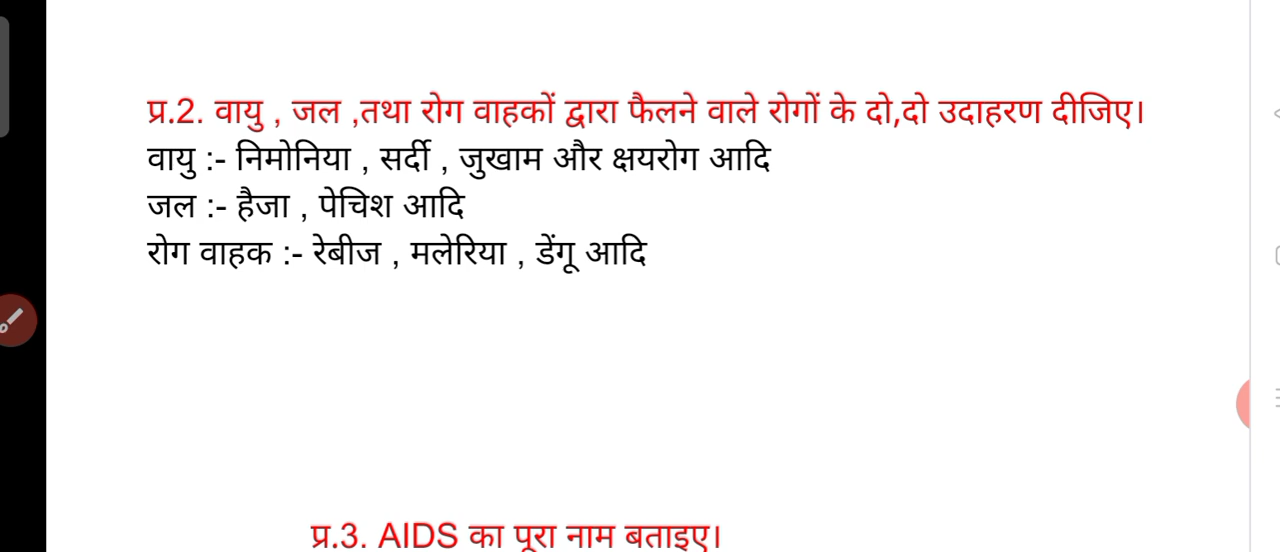 प्र.2. वायु , जल ,तथा रोग वाहकों द्वारा फैलने वाले रोगों के दो,दो उदाहरण दीजिए।
वायु :- निमोनिया , सर्दी , जुखाम और क्षयरोग आदि
जल :- हैजा , पेचिश आदि
रोग वाहक :- रेबीज , मलेरिया , डेंगू आदि
प्र.3. AIDS का पूरा नाम बताइए।